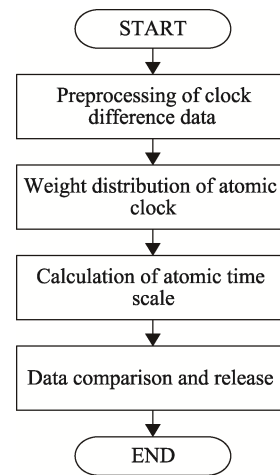 START
Preprocessing of clock
difference data
Weight distribution of atomic
clock
Calculation of atomic time
scale
Data comparison and release
END